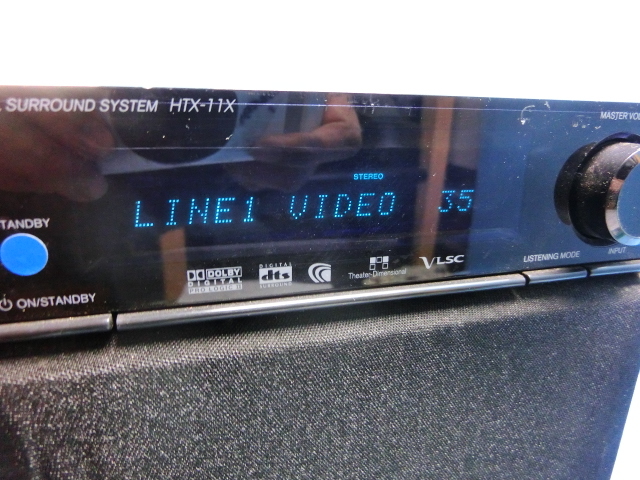 L SURROUND SYSTEM HTX-11X
MASTER VOL
STEREO
LINE1 VIDEO 35
STANDBY
DOLBY
DIGITAL
PRO LOGIC II
DIGITAL
dts
SURROUND
Theater-Dimensional
VLSC
LISTENING MODE
INPUT
ON/STANDBY